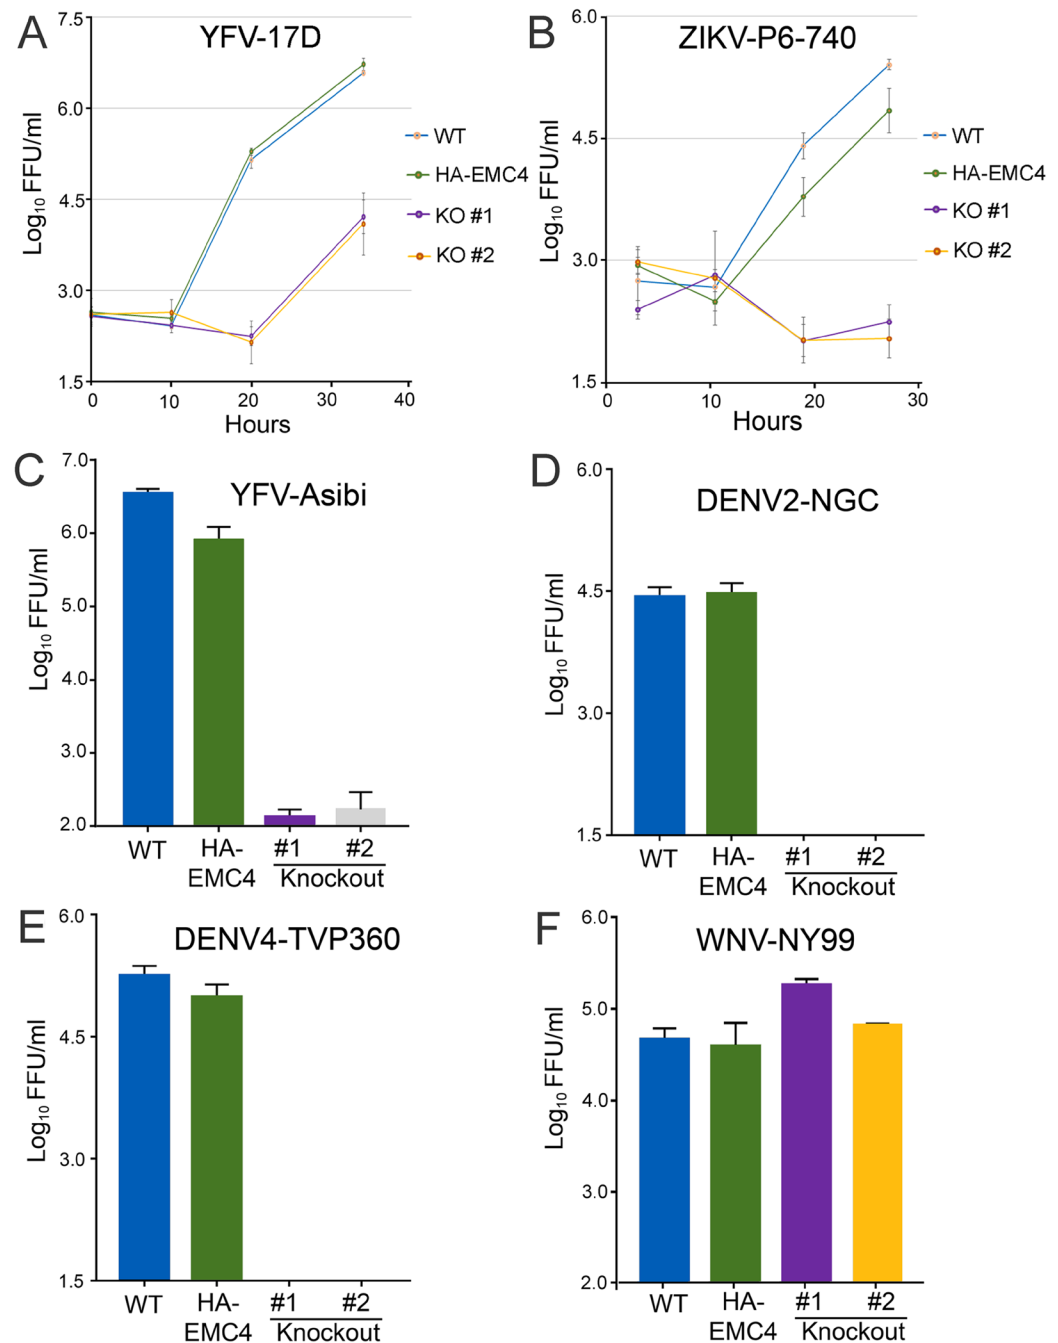 A
YFV-17D
7.5
6.0
4.5
3.0
1.5
Log10 FFU/ml
0 10 20 30 40
Hours
WT
HA-EMC4
KO #1
KO #2
B
ZIKV-P6-740
6.0
4.5
3.0
1.5
Log10 FFU/ml
0 10 20 30
Hours
WT
HA-EMC4
KO #1
KO #2
C
YFV-Asibi
7.0
6.0
5.0
4.0
3.0
2.0
Log10 FFU/ml
WT HA- #1 #2
EMC4 Knockout
D
DENV2-NGC
6.0
4.5
3.0
1.5
Log10 FFU/ml
WT HA- #1 #2
EMC4 Knockout
E
DENV4-TVP360
6.0
4.5
3.0
1.5
Log10 FFU/ml
WT HA- #1 #2
EMC4 Knockout
F
WNV-NY99
6.0
5.0
4.0
3.0
2.0
Log10 FFU/ml
WT HA- #1 #2
EMC4 Knockout